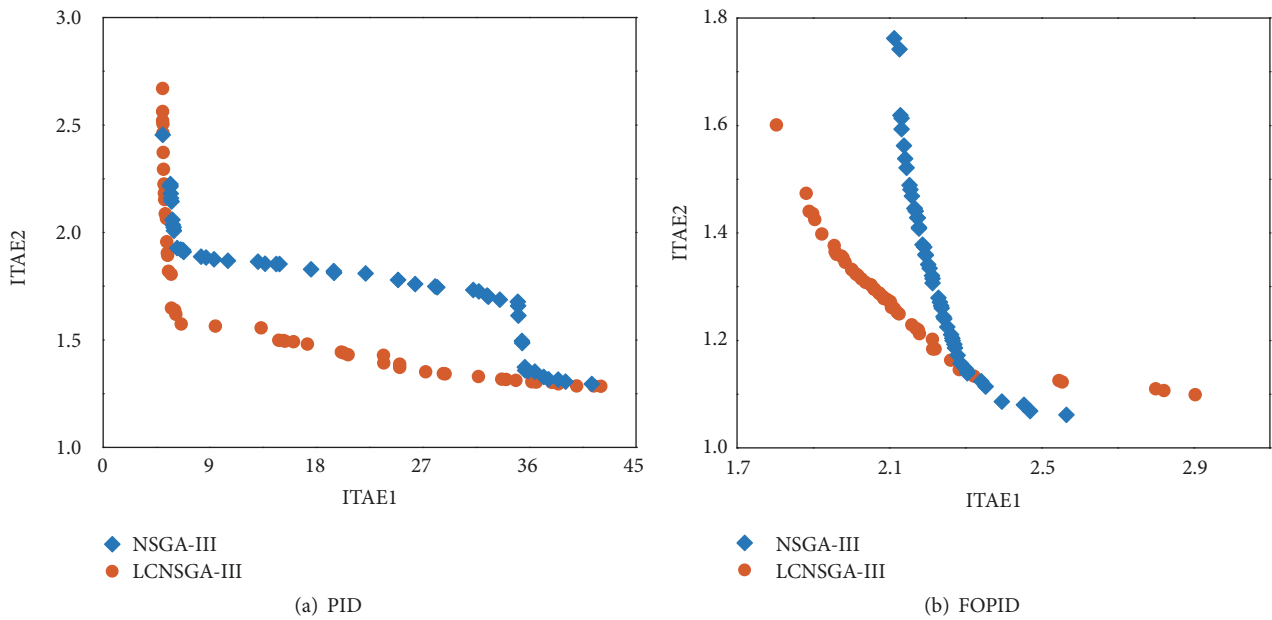 3.0
2.5
2.0
1.5
1.0
ITAE2
0
9
18
27
36
45
ITAE1
NSGA-III
LCNSGA-III
(a) PID
1.8
1.6
1.4
1.2
1.0
ITAE2
1.7
2.1
2.5
2.9
ITAE1
NSGA-III
LCNSGA-III
(b) FOPID